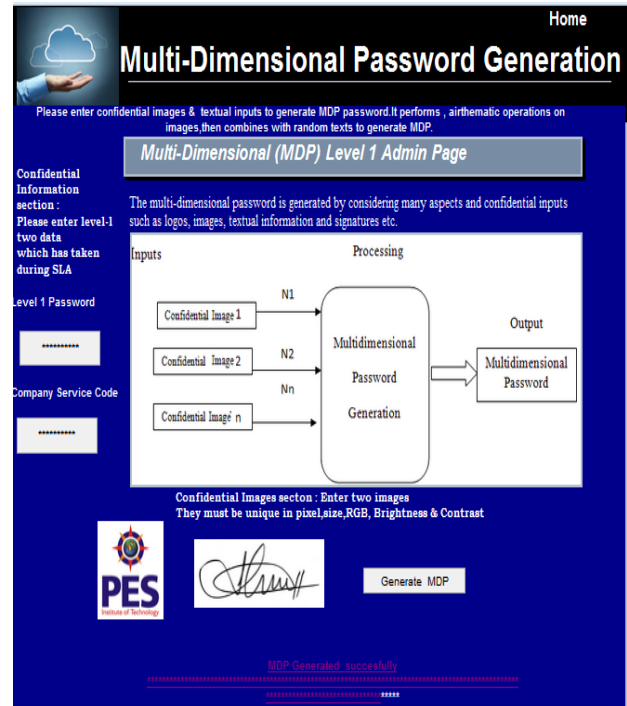 Home
Multi-Dimensional Password Generation
Please enter confidential images & textual inputs to generate MDP password.It performs , airthematic operations on
images,then combines with random texts to generate MDP.
Multi-Dimensional (MDP) Level 1 Admin Page
Confidential
Information
section :
Please enter level-1
two data
which has taken
during SLA
Level 1 Password
**********
Company Service Code
**********
The multi-dimensional password is generated by considering many aspects and confidential inputs
such as logos, images, textual information and signatures etc.
Inputs
Processing
Confidential Image 1
N1
Confidential Image 2
N2
Nn
Confidential Image n
Multidimensional
Password
Generation
Output
Multidimensional
Password
Confidential Images secton : Enter two images
They must be unique in pixel,size,RGB, Brightness & Contrast
PES
Institute of Technology
Generate MDP
MDP Generated succesfully